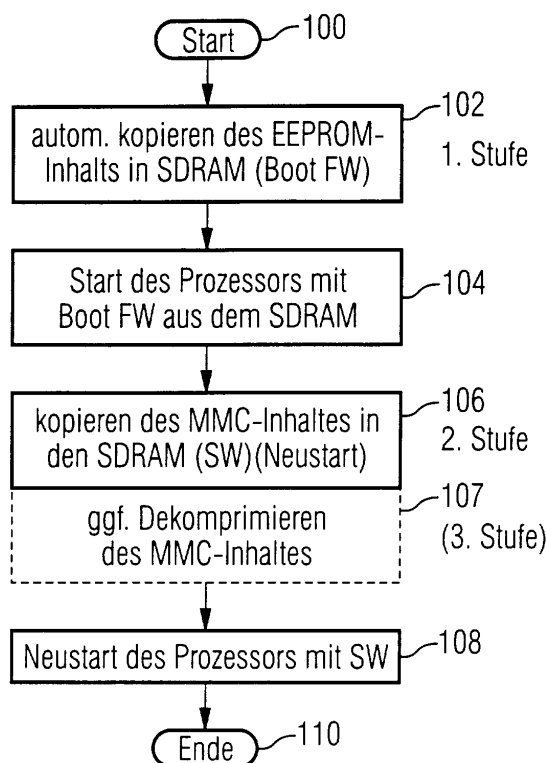 Start 100
102
autom. kopieren des EEPROM-
Inhalts in SDRAM (Boot FW)
1. Stufe
Start des Prozessors mit
Boot FW aus dem SDRAM
104
106
kopieren des MMC-Inhaltes in
den SDRAM (SW)(Neustart)
2. Stufe
107
ggf. Dekomprimieren
des MMC-Inhaltes
(3. Stufe)
Neustart des Prozessors mit SW 108
Ende 110